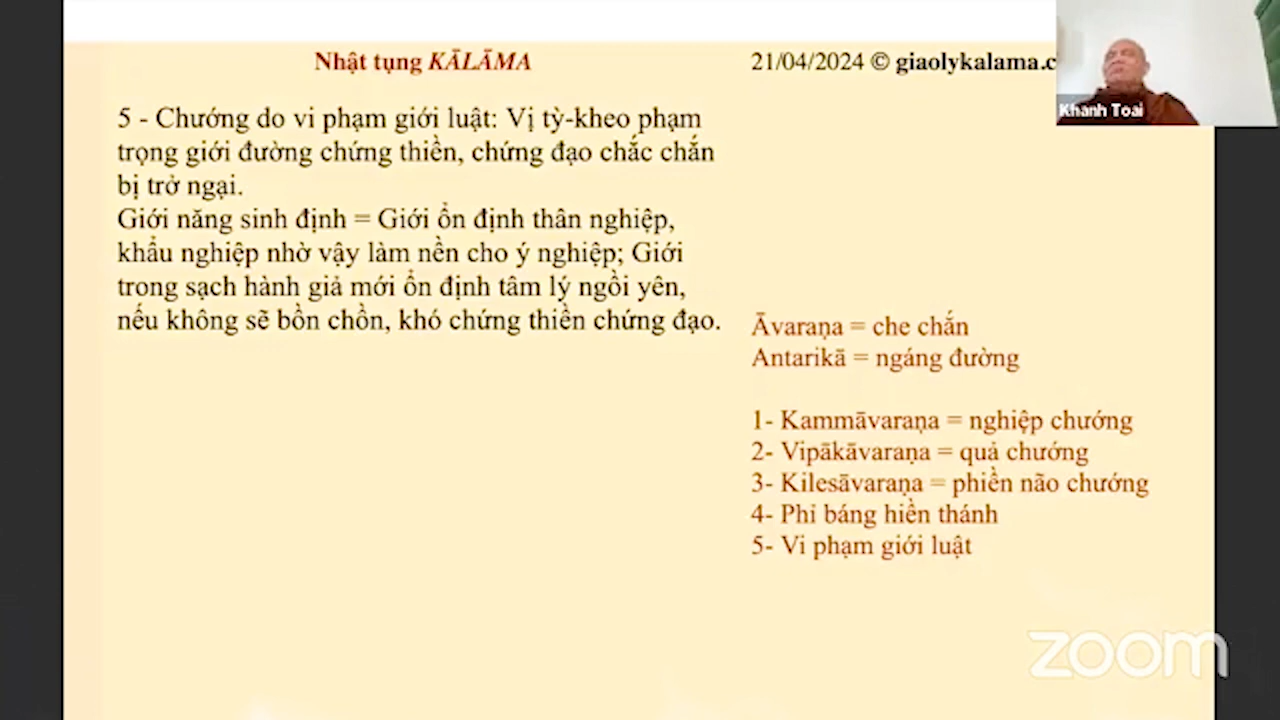 Nhật tụng KĀLĀMA
21/04/2024 © giaolykalama.c
Khanh Toai
5 - Chướng do vi phạm giới luật: Vị tỳ-kheo phạm
trọng giới đường chứng thiền, chứng đạo chắc chắn
bị trở ngại.
Giới năng sinh định = Giới ổn định thân nghiệp,
khẩu nghiệp nhờ vậy làm nền cho ý nghiệp; Giới
trong sạch hành giả mới ổn định tâm lý ngồi yên,
nếu không sẽ bồn chồn, khó chứng thiền chứng đạo.
Āvaraṇa = che chắn
Antarikā = ngáng đường
1- Kammāvaraṇa = nghiệp chướng
2- Vipākāvaraṇa = quả chướng
3- Kilesāvaraṇa = phiền não chướng
4- Phỉ báng hiền thánh
5- Vi phạm giới luật
zoom